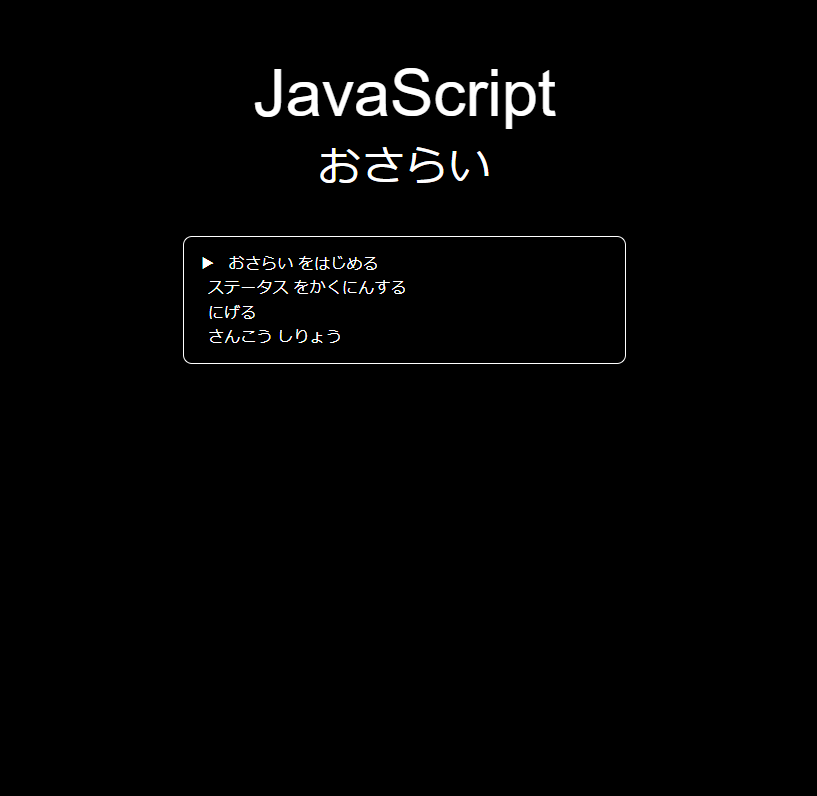 JavaScript
おさらい
▶ おさらい をはじめる
ステータス をかくにんする
にげる
さんこう しりょう